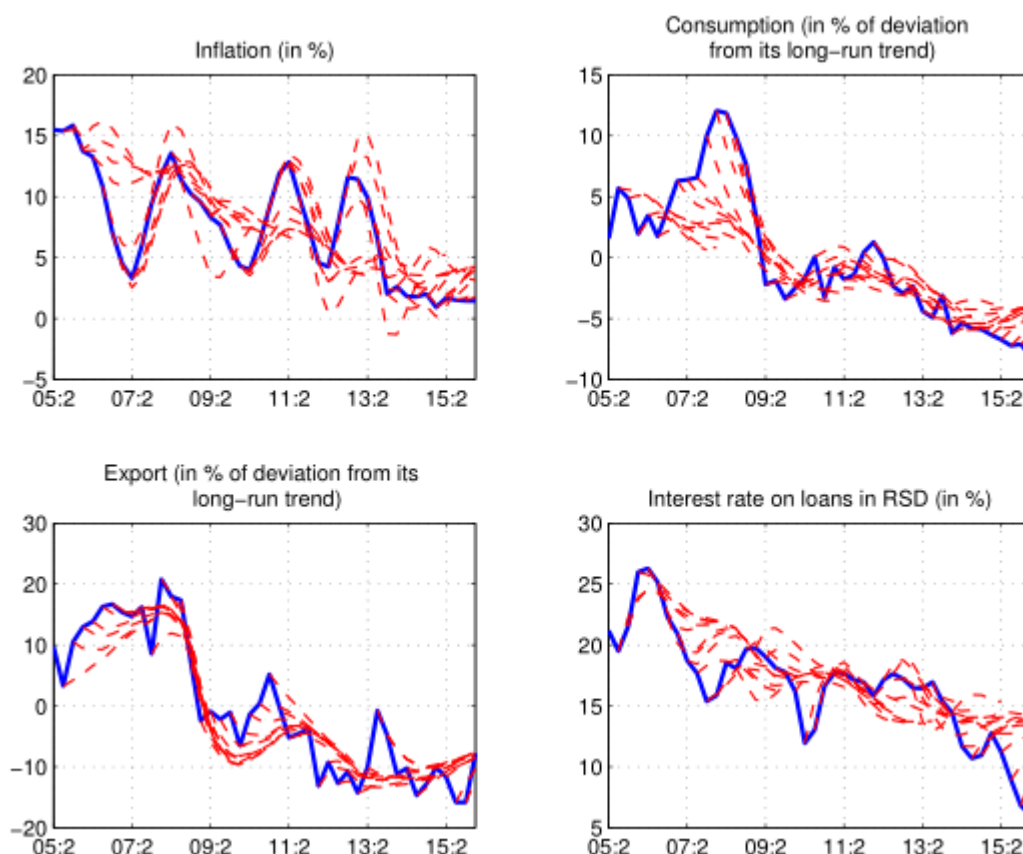 Inflation (in %)
20
15
10
5
0
−5
05:2 07:2 09:2 11:2 13:2 15:2
Consumption (in % of deviation
from its long−run trend)
15
10
5
0
−5
−10
05:2 07:2 09:2 11:2 13:2 15:2
Export (in % of deviation from its
long−run trend)
30
20
10
0
−10
−20
05:2 07:2 09:2 11:2 13:2 15:2
Interest rate on loans in RSD (in %)
30
25
20
15
10
5
05:2 07:2 09:2 11:2 13:2 15:2